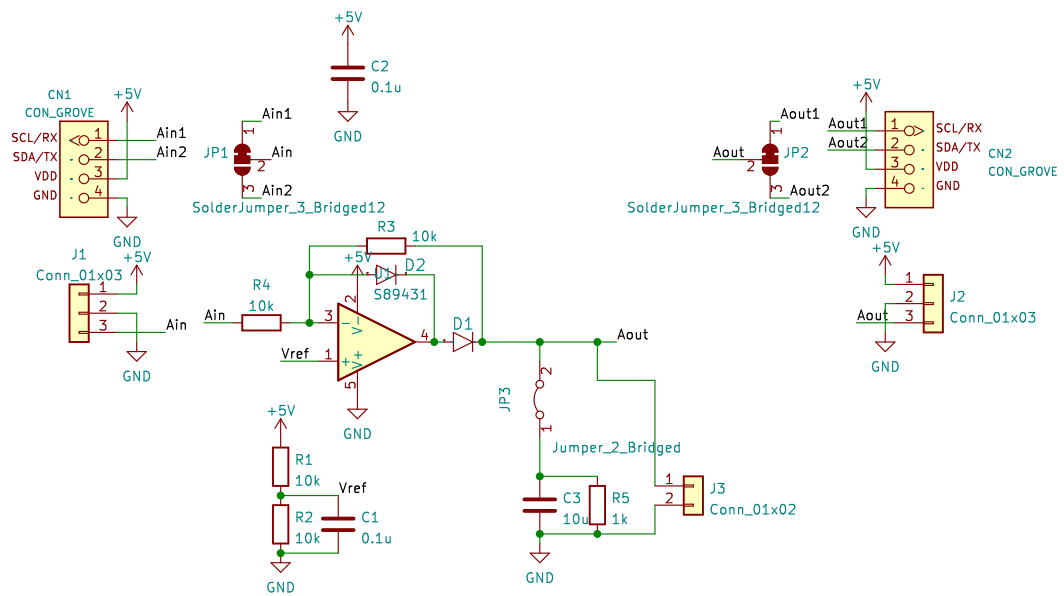 +5V
C2
0.1u
GND
CN1
CON_GROVE
+5V
SCL/RX
1
Ain1
SDA/TX
2
Ain2
VDD
3
GND
4
GND
Ain1
1
JP1
Ain
2
3
Ain2
SolderJumper_3_Bridged12
Aout1
1
Aout
JP2
2
3
Aout2
SolderJumper_3_Bridged12
+5V
Aout1
1
SCL/RX
Aout2
2
SDA/TX
CN2
3
VDD
CON_GROVE
4
GND
GND
J1
+5V
Conn_01x03
1
2
3
Ain
GND
R3
10k
+5V
U1
D2
S89431
R4
10k
Ain
2
V-
3
-
Vref
1
+
V+
5
4
D1
GND
Aout
+5V
1
J2
2
Conn_01x03
Aout
3
GND
2
JP3
1
Jumper_2_Bridged
+5V
R1
10k
Vref
R2
10k
C1
0.1u
GND
C3
10u
R5
1k
GND
1
J3
2
Conn_01x02